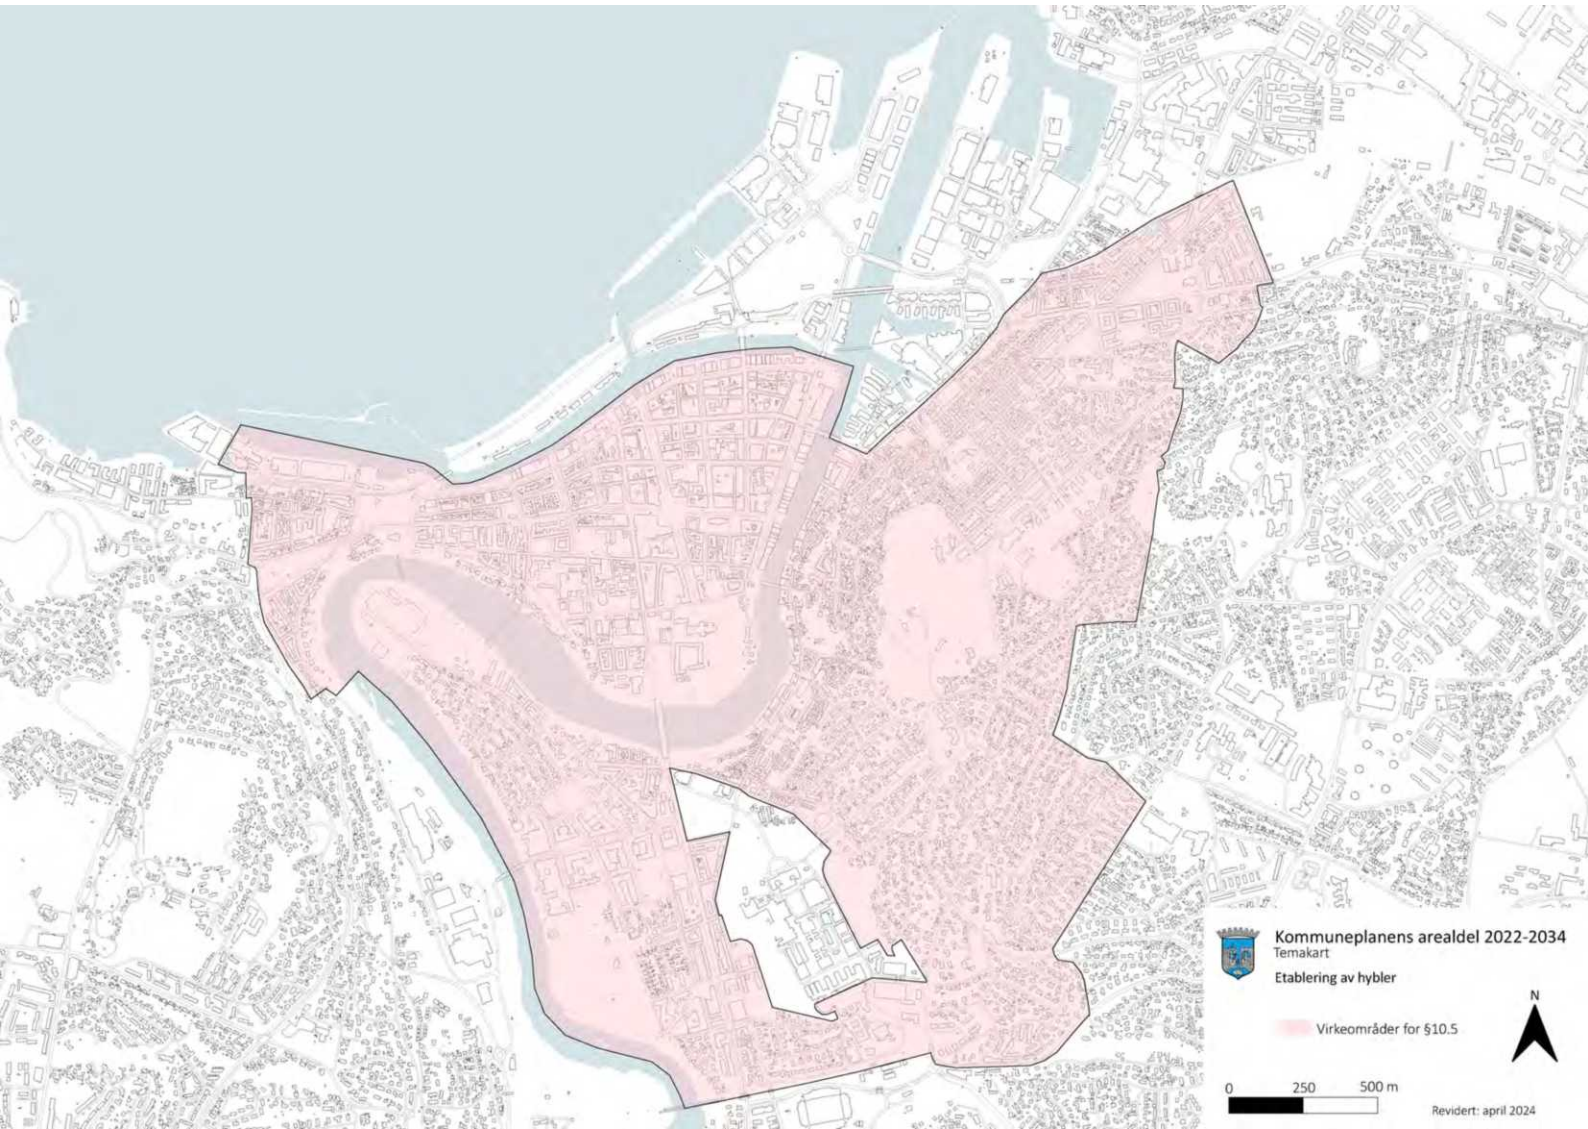 Kommuneplanens arealdel 2022-2034
Temakart
Etablering av hybler
N
Virkeområder for §10.5
0 250 500 m
Revidert: april 2024